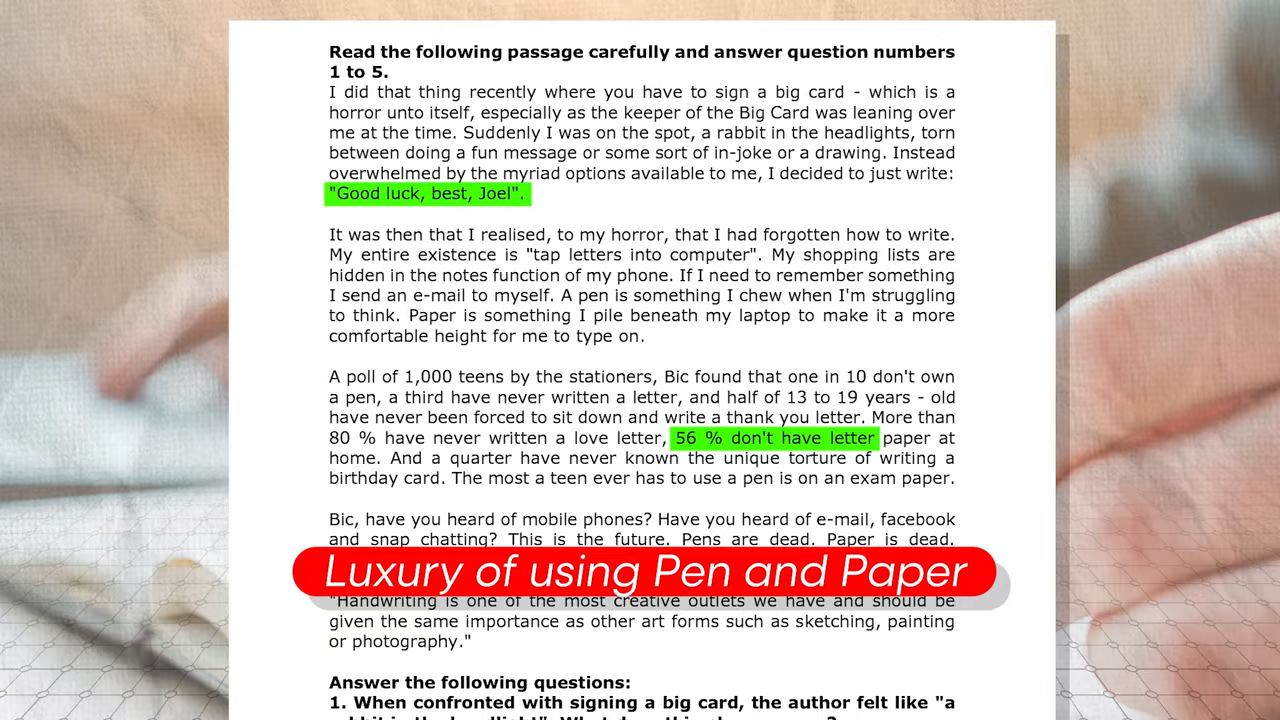 Read the following passage carefully and answer question numbers
1 to 5.
I did that thing recently where you have to sign a big card - which is a
horror unto itself, especially as the keeper of the Big Card was leaning over
me at the time. Suddenly I was on the spot, a rabbit in the headlights, torn
between doing a fun message or some sort of in-joke or a drawing. Instead
overwhelmed by the myriad options available to me, I decided to just write:
"Good luck, best, Joel".
It was then that I realised, to my horror, that I had forgotten how to write.
My entire existence is "tap letters into computer". My shopping lists are
hidden in the notes function of my phone. If I need to remember something
I send an e-mail to myself. A pen is something I chew when I'm struggling
to think. Paper is something I pile beneath my laptop to make it a more
comfortable height for me to type on.
A poll of 1,000 teens by the stationers, Bic found that one in 10 don't own
a pen, a third have never written a letter, and half of 13 to 19 years - old
have never been forced to sit down and write a thank you letter. More than
80 % have never written a love letter, 56 % don't have letter paper at
home. And a quarter have never known the unique torture of writing a
birthday card. The most a teen ever has to use a pen is on an exam paper.
Bic, have you heard of mobile phones? Have you heard of e-mail, facebook
and snap chatting? This is the future. Pens are dead. Paper is dead.
Luxury of using Pen and Paper
"Handwriting is one of the most creative outlets we have and should be
given the same importance as other art forms such as sketching, painting
or photography."
Answer the following questions:
1. When confronted with signing a big card, the author felt like "a